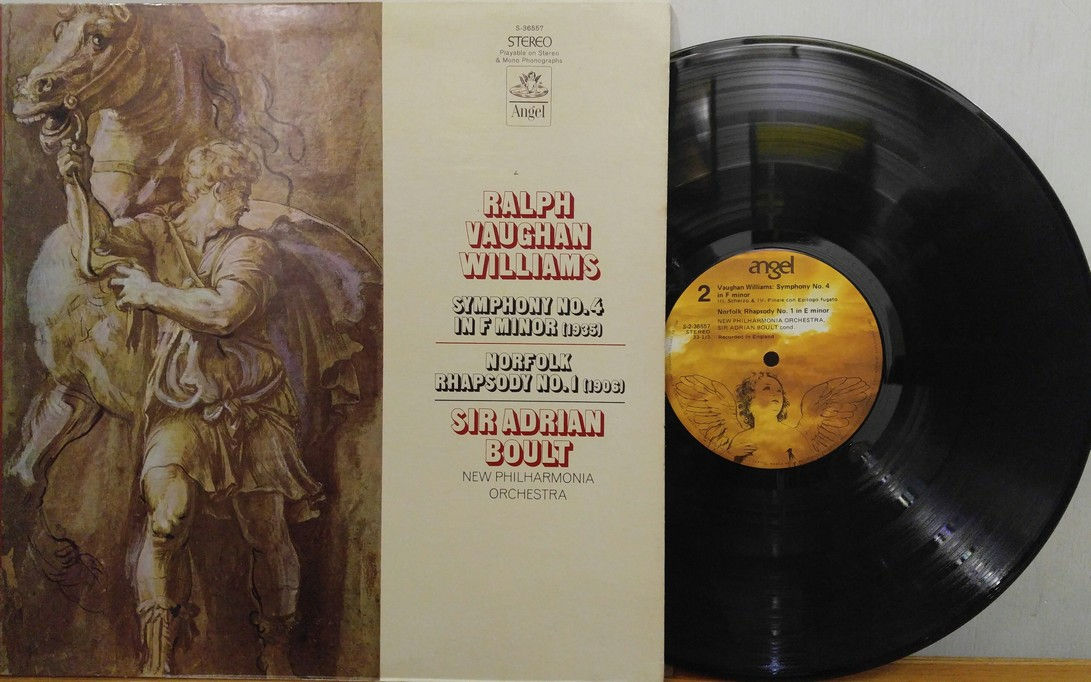 S-36557
STEREO
Playable on Stereo
& Mono Phonographs
Angel
RALPH
VAUGHAN
WILLIAMS
SYMPHONY NO.4
IN F MINOR (1935)
NORFOLK
RHAPSODY NO.1 (1906)
SIR ADRIAN
BOULT
NEW PHILHARMONIA
ORCHESTRA
angel
2
Vaughan Williams: Symphony No. 4
in F minor
III. Scherzo & IV. Finale con Epilogo fugato
Norfolk Rhapsody No. 1 in E minor
NEW PHILHARMONIA ORCHESTRA,
SIR ADRIAN BOULT cond.
Recorded in England
S-2-36557
STEREO
33-1/3